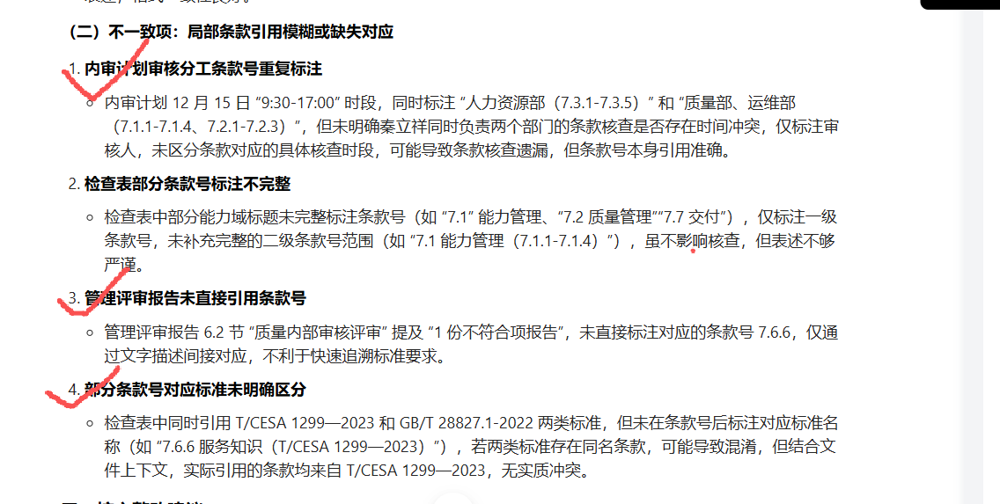 （二）不一致项：局部条款引用模糊或缺失对应
1. 内审计划审核分工条款号重复标注
内审计划 12 月 15 日 “9:30-17:00” 时段，同时标注 “人力资源部（7.3.1-7.3.5）” 和 “质量部、运维部
（7.1.1-7.1.4、7.2.1-7.2.3）”，但未明确秦立祥同时负责两个部门的条款核查是否存在时间冲突，仅标注审
核人，未区分条款对应的具体核查时段，可能导致条款核查遗漏，但条款号本身引用准确。
2. 检查表部分条款号标注不完整
检查表中部分能力域标题未完整标注条款号（如 “7.1” 能力管理、“7.2 质量管理”“7.7 交付”），仅标注一级
条款号，未补充完整的二级条款号范围（如 “7.1 能力管理（7.1.1-7.1.4）”），虽不影响核查，但表述不够
严谨。
3. 管理评审报告未直接引用条款号
管理评审报告 6.2 节 “质量内部审核评审” 提及 “1 份不符合项报告”，未直接标注对应的条款号 7.6.6，仅通
过文字描述间接对应，不利于快速追溯标准要求。
4. 部分条款号对应标准未明确区分
检查表中同时引用 T/CESA 1299—2023 和 GB/T 28827.1-2022 两类标准，但未在条款号后标注对应标准名
称（如 “7.6.6 服务知识（T/CESA 1299—2023）”），若两类标准存在同名条款，可能导致混淆，但结合文
件上下文，实际引用的条款均来自 T/CESA 1299—2023，无实质冲突。